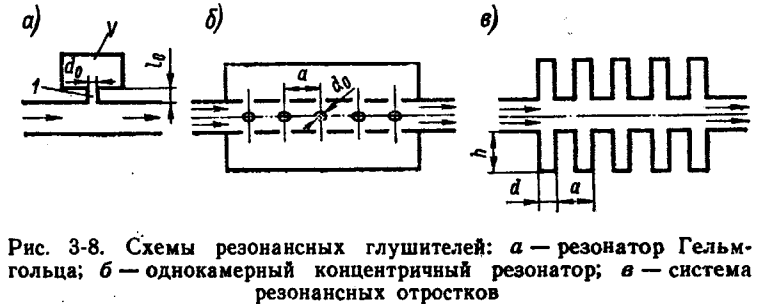 а) б) в)
V
d₀ l₀ a d₀
1
h
d a
Рис. 3-8. Схемы резонансных глушителей: а — резонатор Гельм-
гольца; б — однокамерный концентричный резонатор; в — система
резонансных отростков